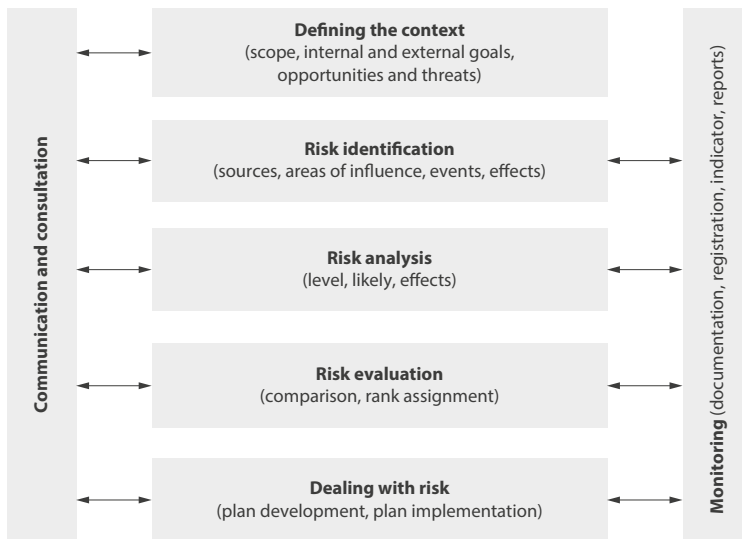 Communication and consultation
Defining the context
(scope, internal and external goals,
opportunities and threats)
Risk identification
(sources, areas of influence, events, effects)
Risk analysis
(level, likely, effects)
Risk evaluation
(comparison, rank assignment)
Dealing with risk
(plan development, plan implementation)
Monitoring (documentation, registration, indicator, reports)